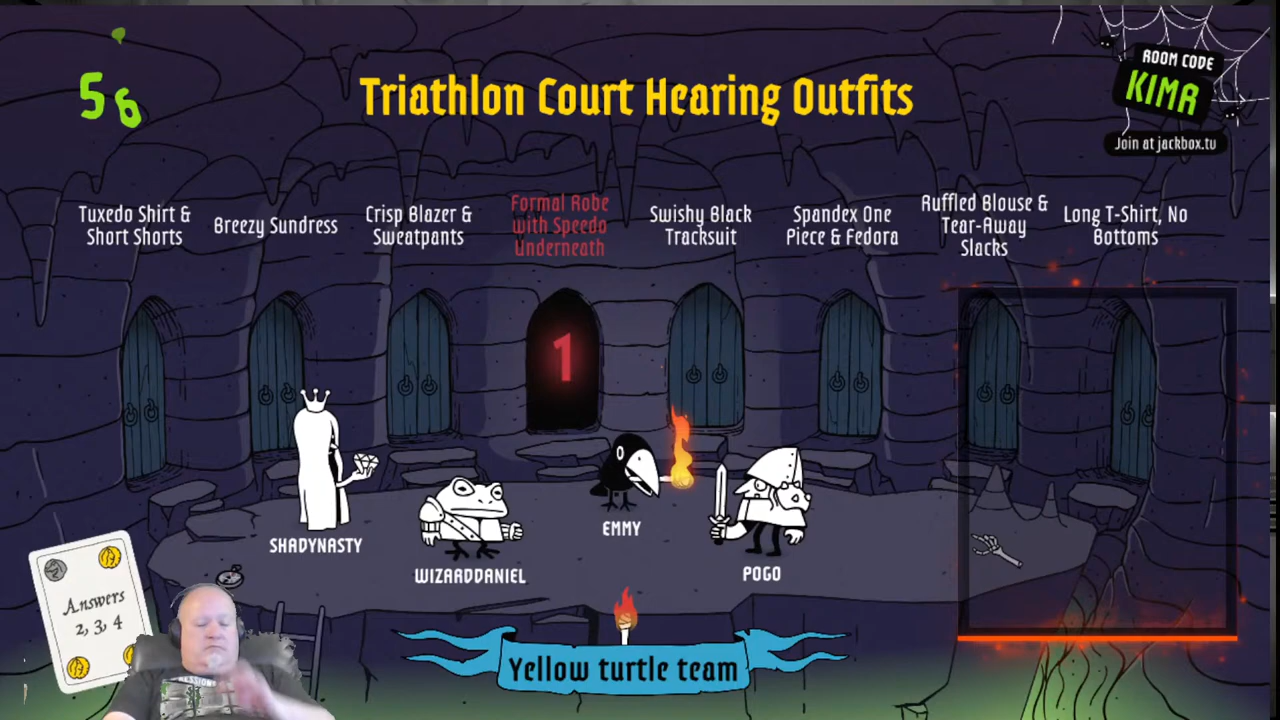 56
Triathlon Court Hearing Outfits
ROOM CODE
KIMR
Join at jackbox.tv
Tuxedo Shirt &
Short Shorts
Breezy Sundress
Crisp Blazer &
Sweatpants
Formal Robe
with Speedo
Underneath
Swishy Black
Tracksuit
Spandex One
Piece & Fedora
Ruffled Blouse &
Tear-Away
Slacks
Long T-Shirt, No
Bottoms
1
SHADYNASTY
WIZARDDANIEL
EMMY
POGO
Answers
2, 3, 4
Yellow turtle team